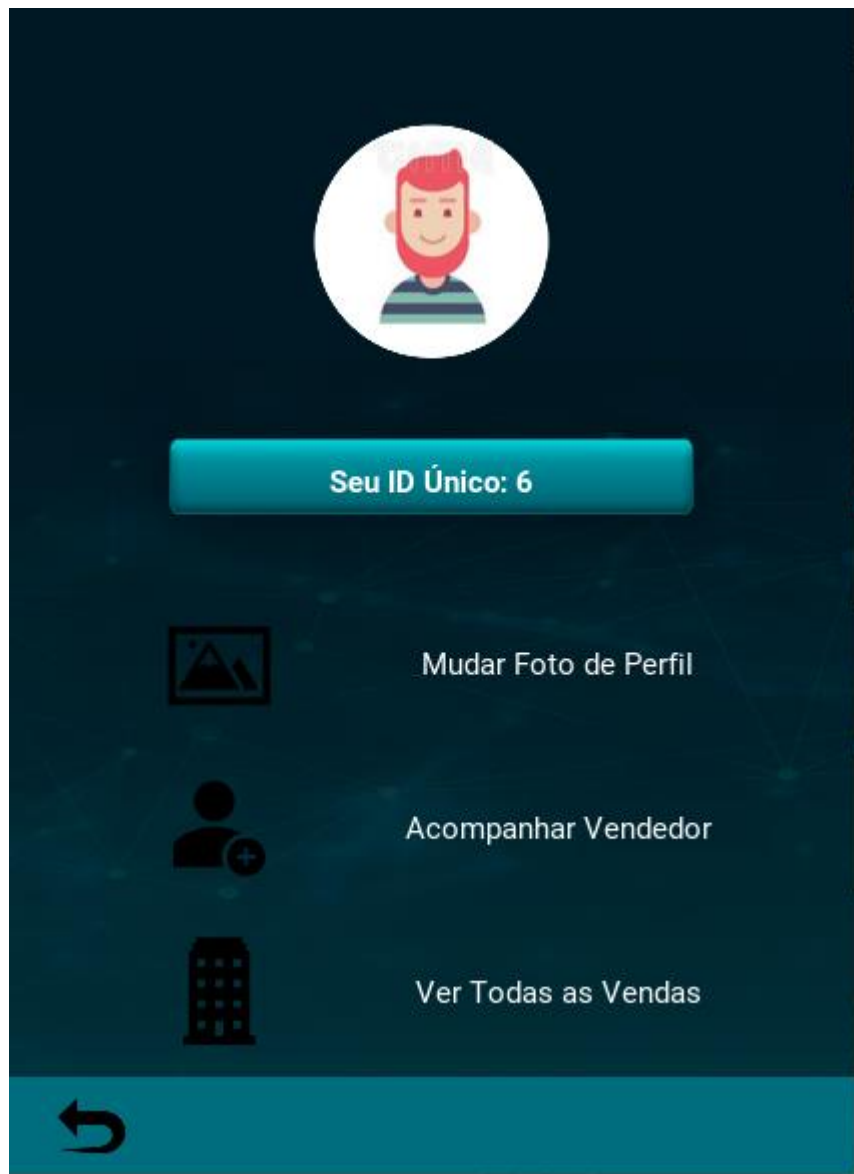 Seu ID Único: 6
Mudar Foto de Perfil
Acompanhar Vendedor
Ver Todas as Vendas